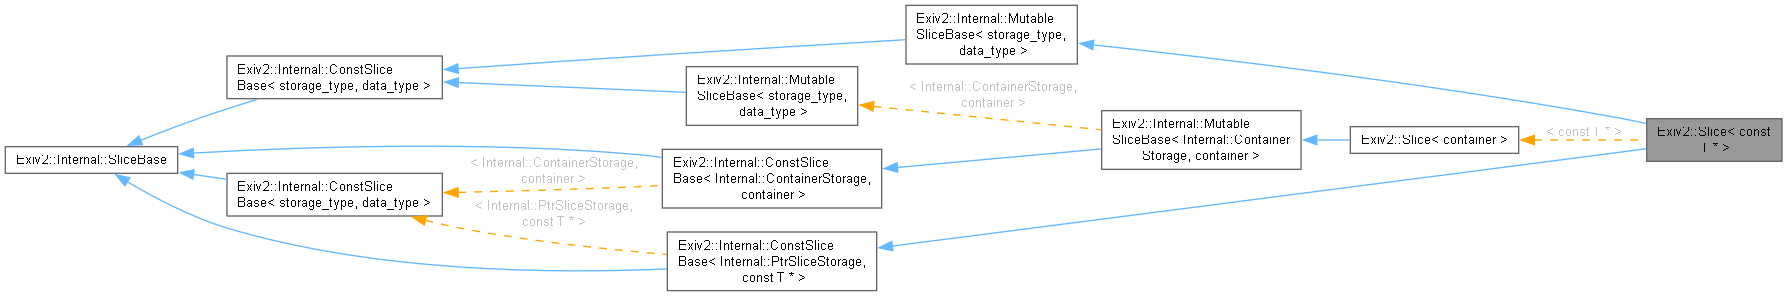 Exiv2::Internal::SliceBase
Exiv2::Internal::ConstSlice
Base< storage_type, data_type >
Exiv2::Internal::ConstSlice
Base< storage_type, data_type >
< Internal::ContainerStorage,
container >
< Internal::PtrSliceStorage,
const T * >
Exiv2::Internal::Mutable
SliceBase< storage_type,
data_type >
Exiv2::Internal::ConstSlice
Base< Internal::ContainerStorage,
container >
Exiv2::Internal::ConstSlice
Base< Internal::PtrSliceStorage,
const T * >
Exiv2::Internal::Mutable
SliceBase< storage_type,
data_type >
< Internal::ContainerStorage,
container >
Exiv2::Internal::Mutable
SliceBase< Internal::Container
Storage, container >
Exiv2::Slice< container >
< const T * >
Exiv2::Slice< const
T * >